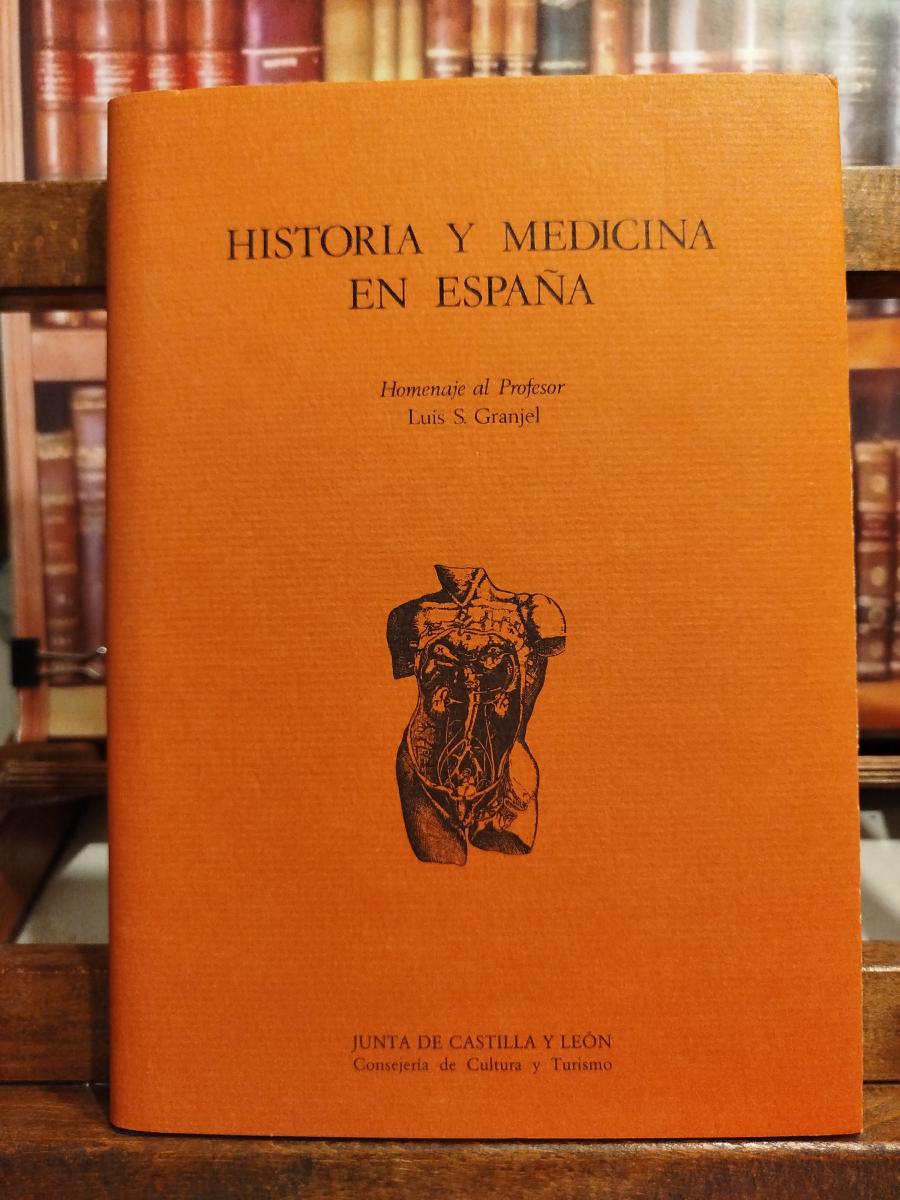 HISTORIA Y MEDICINA
EN ESPAÑA
Homenaje al Profesor
Luis S. Granjel
JUNTA DE CASTILLA Y LEÓN
Consejería de Cultura y Turismo